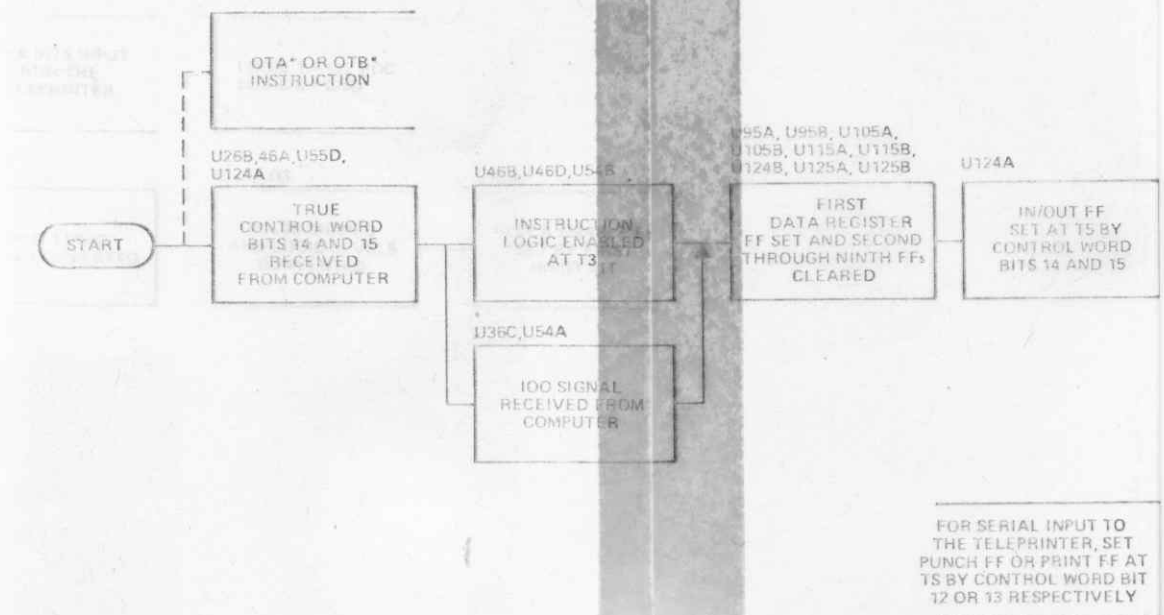 OTA* OR OTB*
INSTRUCTION
U26B,46A,U55D,
U124A
START
TRUE
CONTROL WORD
BITS 14 AND 15
RECEIVED
FROM COMPUTER
U46B,U46D,U54B
INSTRUCTION
LOGIC ENABLED
AT T3
U36C,U54A
IOO SIGNAL
RECEIVED FROM
COMPUTER
U95A, U95B, U105A,
U105B, U115A, U115B,
U124B, U125A, U125B
FIRST
DATA REGISTER
FF SET AND SECOND
THROUGH NINTH FFs
CLEARED
U124A
IN/OUT FF
SET AT T5 BY
CONTROL WORD
BITS 14 AND 15
FOR SERIAL INPUT TO
THE TELEPRINTER, SET
PUNCH FF OR PRINT FF AT
T5 BY CONTROL WORD BIT
12 OR 13 RESPECTIVELY